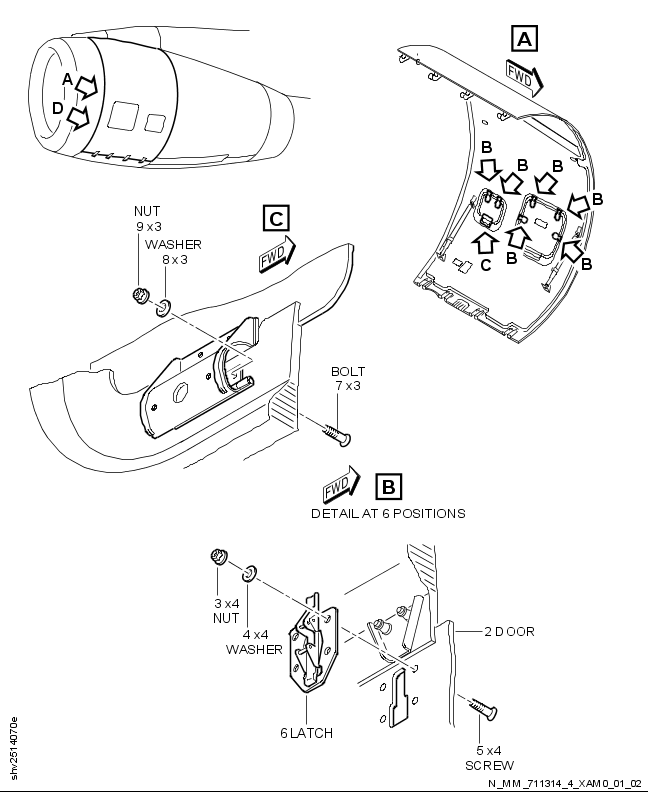 A
FWD
A
D
B
B
B
B
C
B
B
NUT
9 x3
WASHER
8 x3
C
FWD
BOLT
7 x3
FWD
B
DETAIL AT 6 POSITIONS
3 x4
NUT
4 x4
WASHER
2 DOOR
6 LATCH
5 x4
SCREW
shv2514070e
N_MM_711314_4_XAM0_01_02